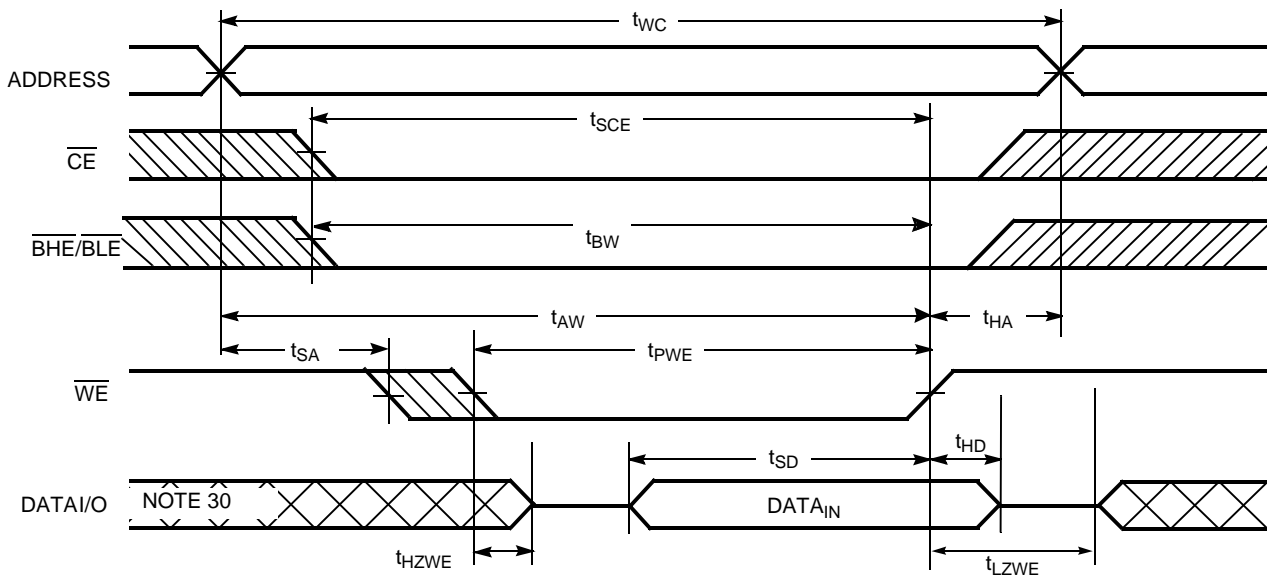 tWC
ADDRESS
tSCE
CE
BHE/BLE
tBW
tAW
tHA
tSA
tPWE
WE
tSD
tHD
DATAI/O
NOTE 30
DATAIN
tHZWE
tLZWE